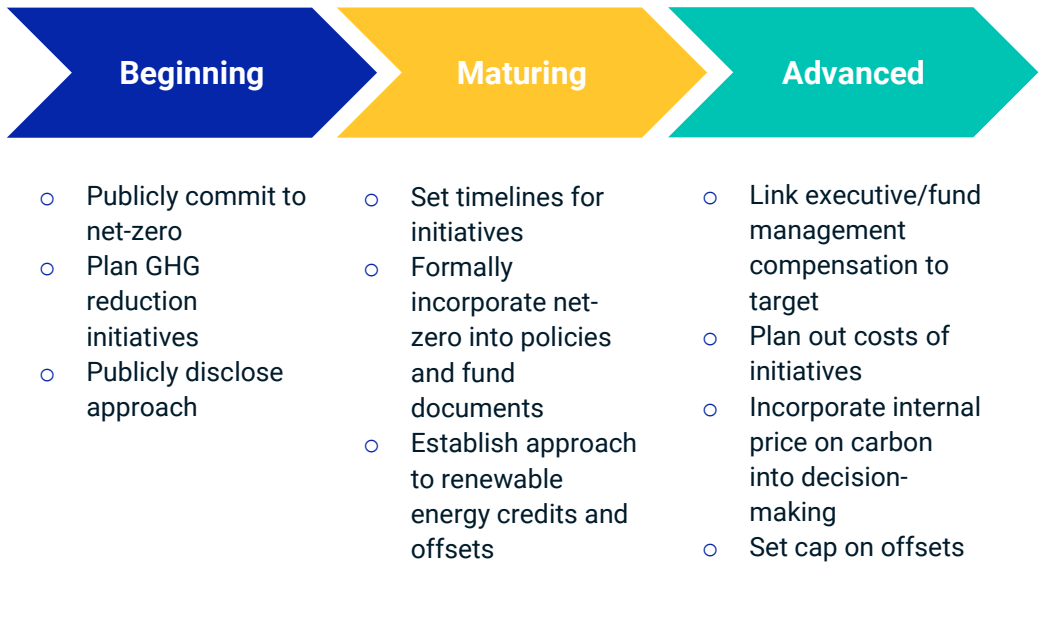 Beginning
Maturing
Advanced
Publicly commit to
net-zero
Plan GHG
reduction
initiatives
Publicly disclose
approach
Set timelines for
initiatives
Formally
incorporate net-
zero into policies
and fund
documents
Establish approach
to renewable
energy credits and
offsets
Link executive/fund
management
compensation to
target
Plan out costs of
initiatives
Incorporate internal
price on carbon
into decision-
making
Set cap on offsets